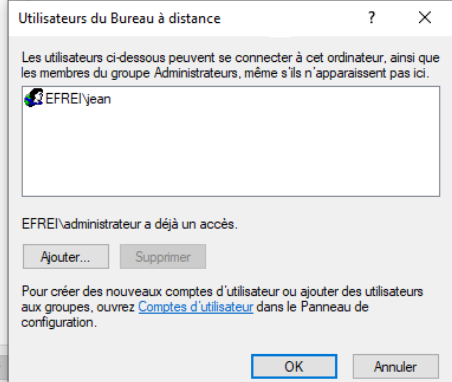 Utilisateurs du Bureau à distance
Les utilisateurs ci-dessous peuvent se connecter à cet ordinateur, ainsi que
les membres du groupe Administrateurs, même s'ils n'apparaissent pas ici.
EFREI\jean
EFREI\administrateur a déjà un accès.
Ajouter... Supprimer
Pour créer des nouveaux comptes d'utilisateur ou ajouter des utilisateurs
aux groupes, ouvrez Comptes d'utilisateur dans le Panneau de
configuration.
OK Annuler